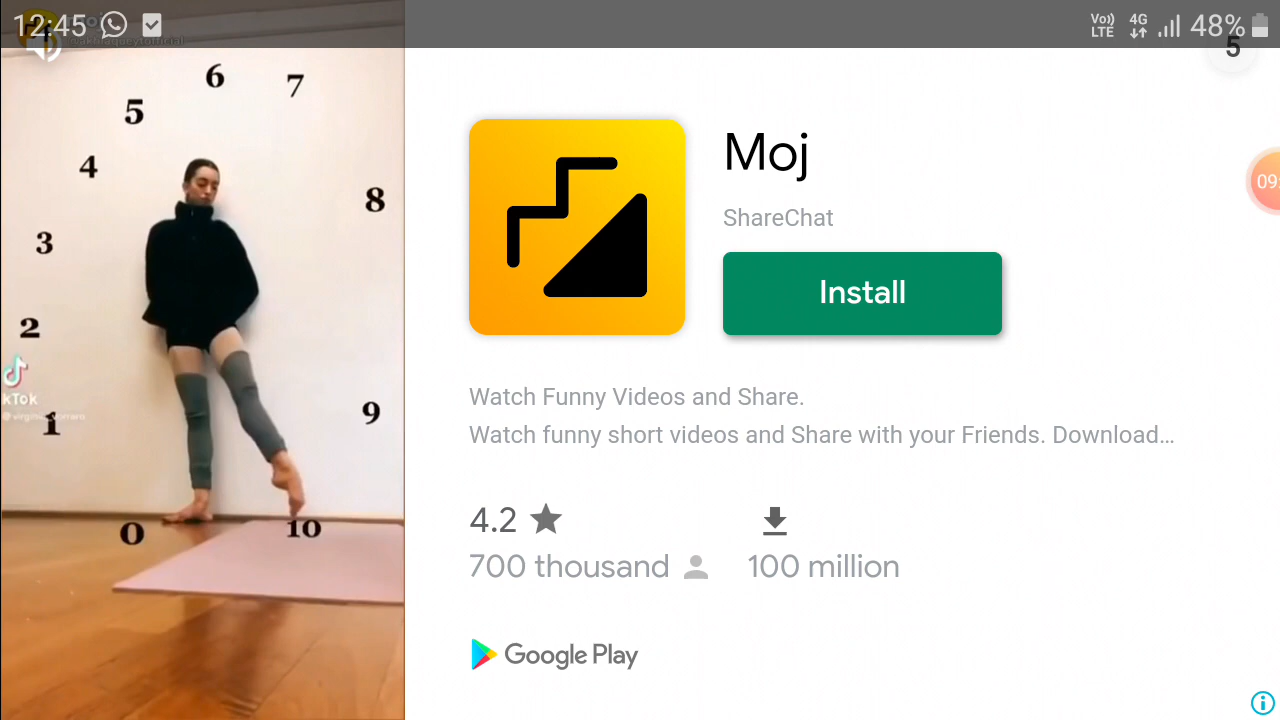 12:45
Vo)) LTE
4G
48%
5
09:
6
7
5
4
8
3
2
1
9
0
10
kTok
Moj
ShareChat
Install
Watch Funny Videos and Share.
Watch funny short videos and Share with your Friends. Download...
4.2
700 thousand
100 million
Google Play